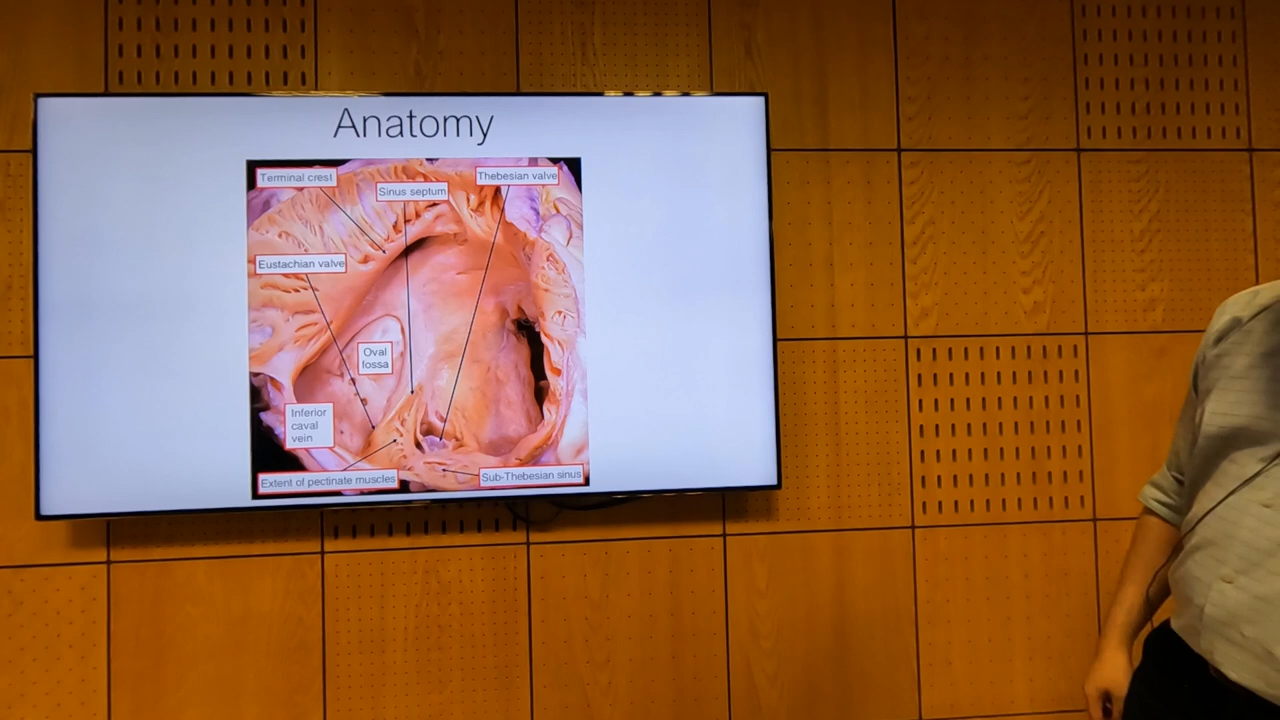 Anatomy
Terminal crest
Thebesian valve
Sinus septum
Eustachian valve
Oval
fossa
Inferior
caval
vein
Extent of pectinate muscles
Sub-Thebesian sinus